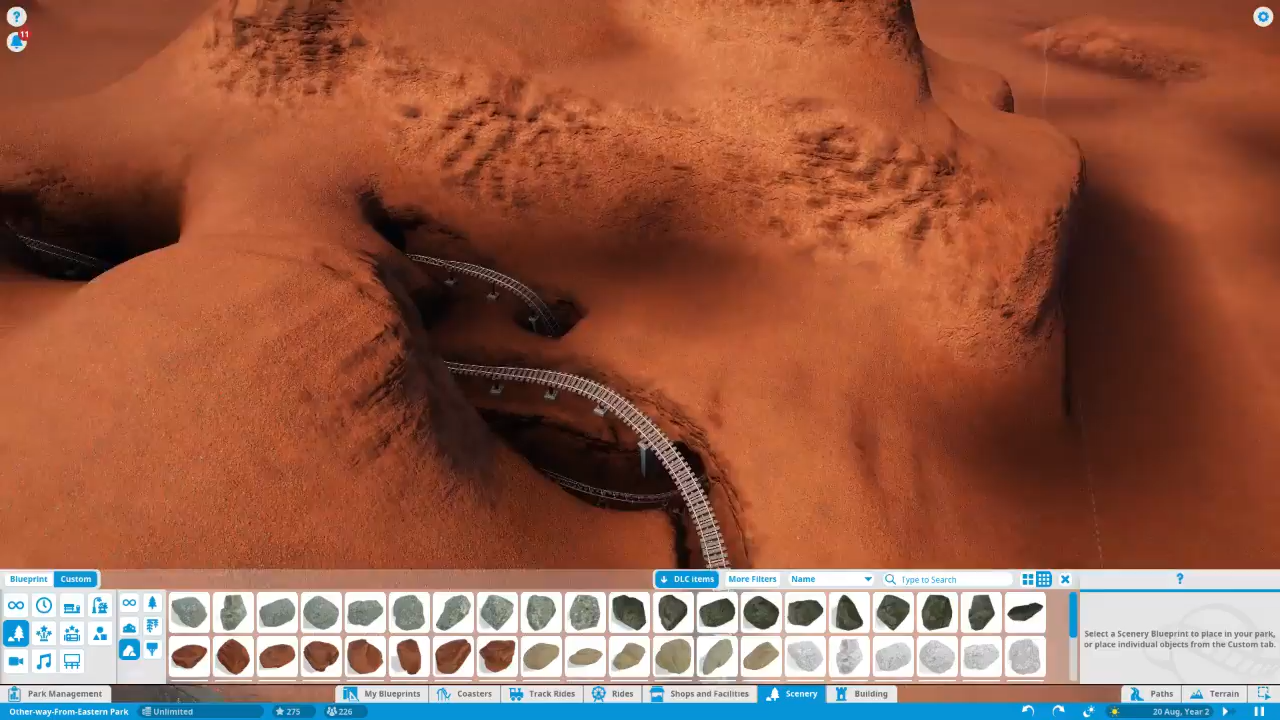 ?
11
Blueprint
Custom
DLC items
More Filters
Name
Type to Search
?
Select a Scenery Blueprint to place in your park,
or place individual objects from the Custom tab.
Park Management
My Blueprints
Coasters
Track Rides
Rides
Shops and Facilities
Scenery
Building
Paths
Terrain
Other-way-From-Eastern Park
Unlimited
275
226
20 Aug, Year 2